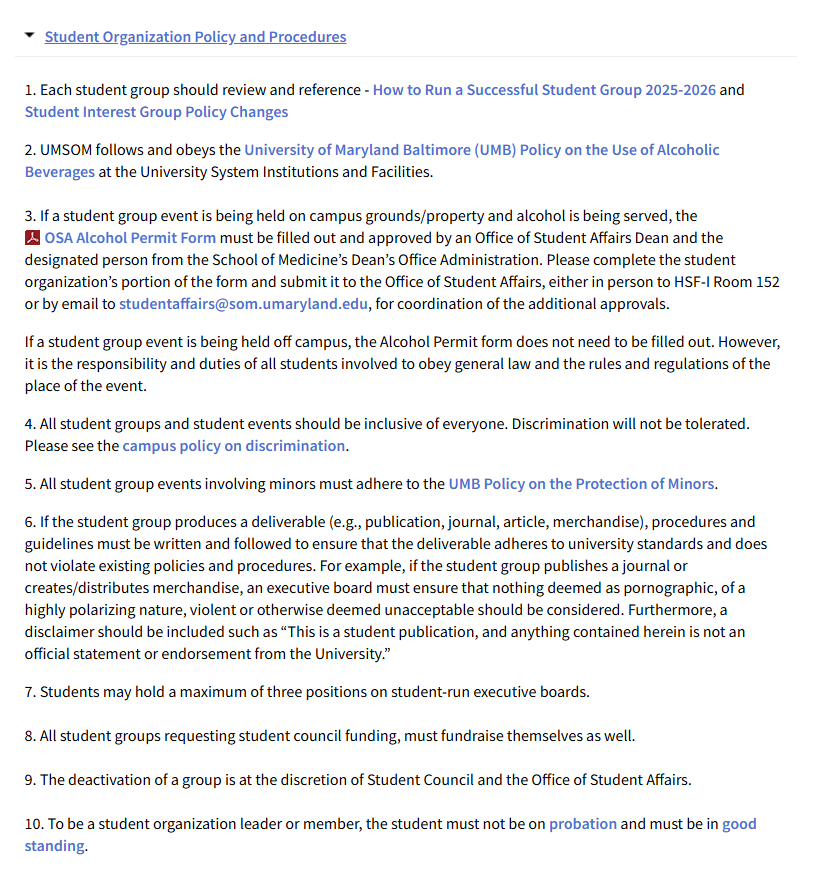 Student Organization Policy and Procedures
1. Each student group should review and reference - How to Run a Successful Student Group 2025-2026 and
Student Interest Group Policy Changes
2. UMSOM follows and obeys the University of Maryland Baltimore (UMB) Policy on the Use of Alcoholic
Beverages at the University System Institutions and Facilities.
3. If a student group event is being held on campus grounds/property and alcohol is being served, the
OSA Alcohol Permit Form must be filled out and approved by an Office of Student Affairs Dean and the
designated person from the School of Medicine’s Dean’s Office Administration. Please complete the student
organization’s portion of the form and submit it to the Office of Student Affairs, either in person to HSF-I Room 152
or by email to studentaffairs@som.umaryland.edu, for coordination of the additional approvals.
If a student group event is being held off campus, the Alcohol Permit form does not need to be filled out. However,
it is the responsibility and duties of all students involved to obey general law and the rules and regulations of the
place of the event.
4. All student groups and student events should be inclusive of everyone. Discrimination will not be tolerated.
Please see the campus policy on discrimination.
5. All student group events involving minors must adhere to the UMB Policy on the Protection of Minors.
6. If the student group produces a deliverable (e.g., publication, journal, article, merchandise), procedures and
guidelines must be written and followed to ensure that the deliverable adheres to university standards and does
not violate existing policies and procedures. For example, if the student group publishes a journal or
creates/distributes merchandise, an executive board must ensure that nothing deemed as pornographic, of a
highly polarizing nature, violent or otherwise deemed unacceptable should be considered. Furthermore, a
disclaimer should be included such as “This is a student publication, and anything contained herein is not an
official statement or endorsement from the University.”
7. Students may hold a maximum of three positions on student-run executive boards.
8. All student groups requesting student council funding, must fundraise themselves as well.
9. The deactivation of a group is at the discretion of Student Council and the Office of Student Affairs.
10. To be a student organization leader or member, the student must not be on probation and must be in good
standing.